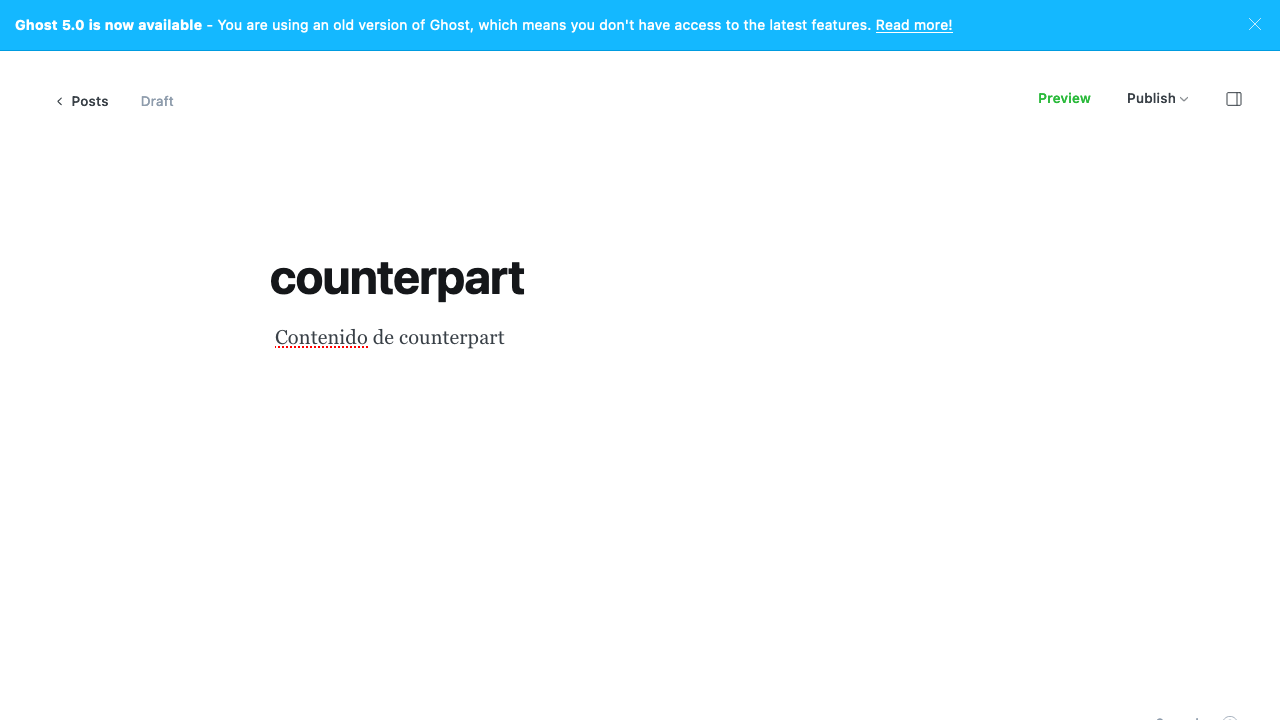 Ghost 5.0 is now available - You are using an old version of Ghost, which means you don't have access to the latest features. Read more!
Posts Draft Preview Publish
counterpart
Contenido de counterpart